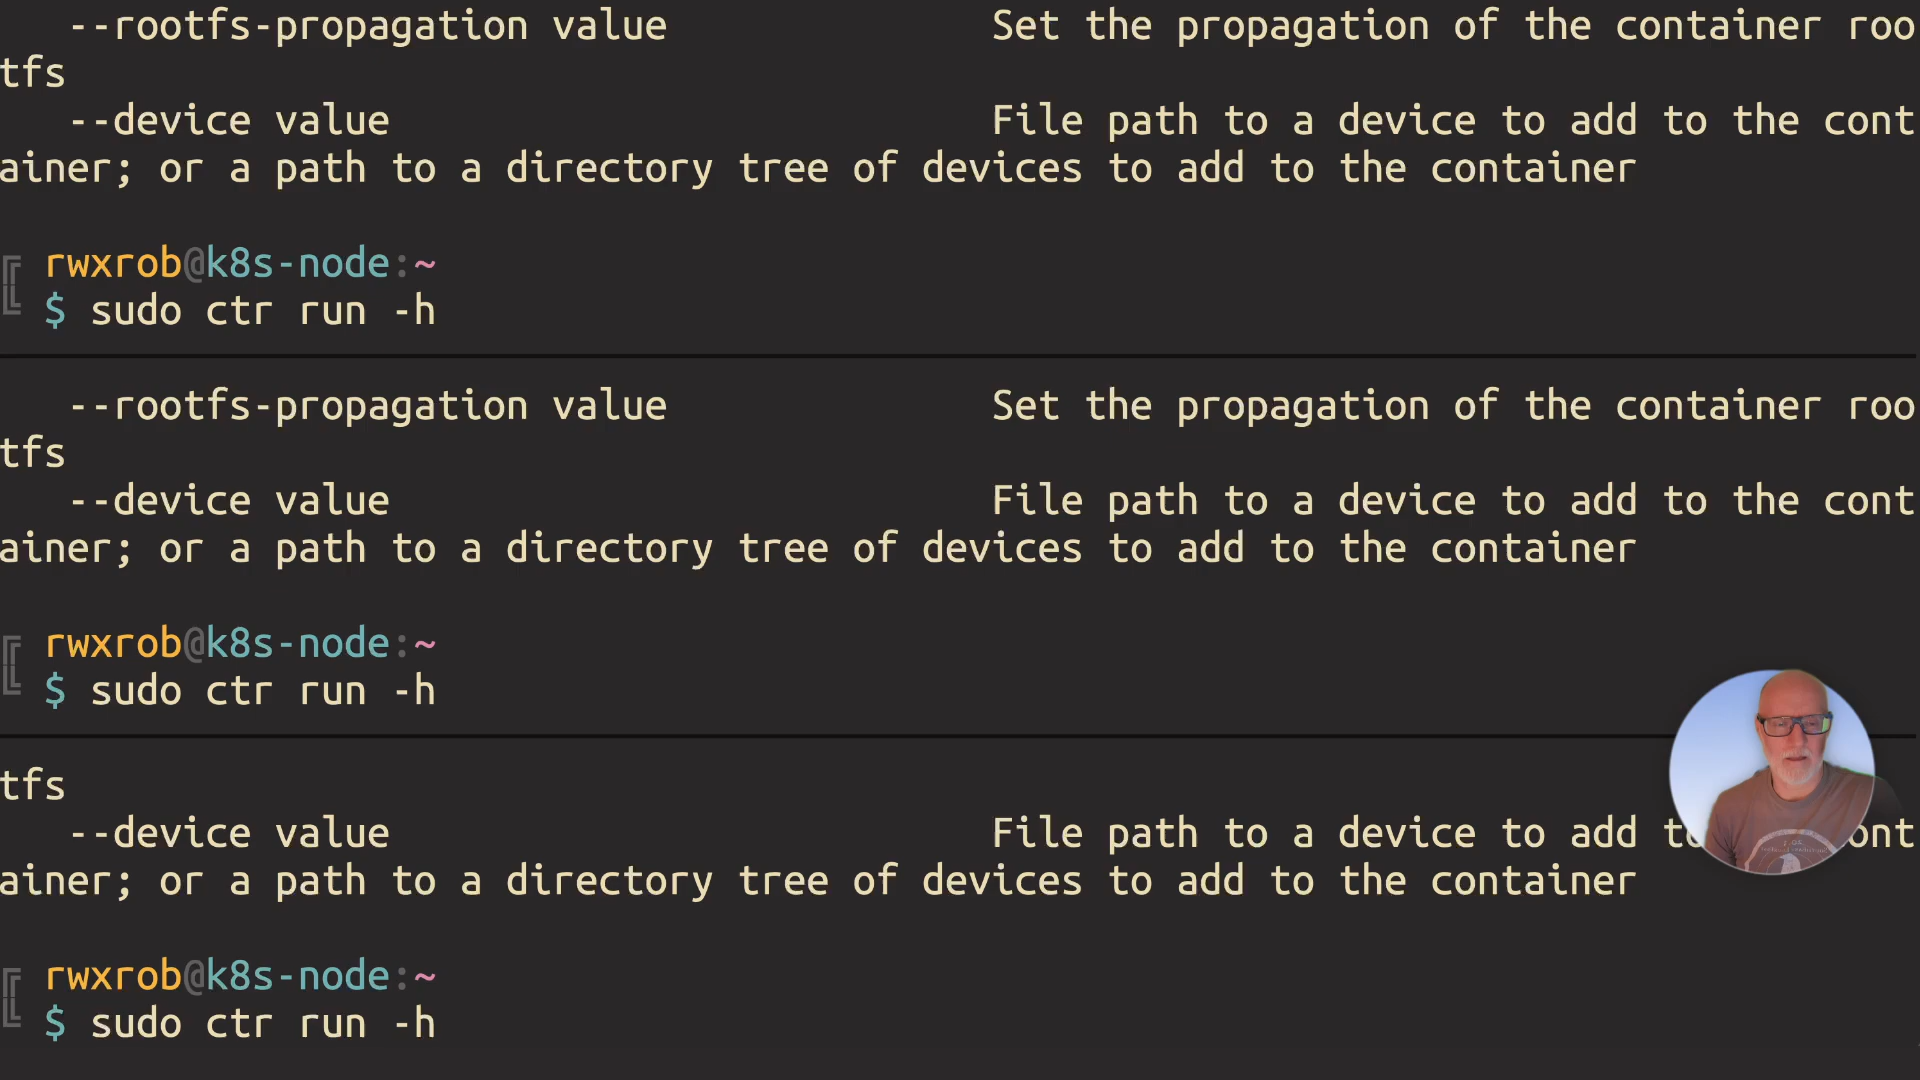 --rootfs-propagation value Set the propagation of the container roo
tfs
--device value File path to a device to add to the cont
ainer; or a path to a directory tree of devices to add to the container
rwxrob@k8s-node:~
$ sudo ctr run -h
--rootfs-propagation value Set the propagation of the container roo
tfs
--device value File path to a device to add to the cont
ainer; or a path to a directory tree of devices to add to the container
rwxrob@k8s-node:~
$ sudo ctr run -h
tfs
--device value File path to a device to add
ainer; or a path to a directory tree of devices to add to the container
rwxrob@k8s-node:~
$ sudo ctr run -h